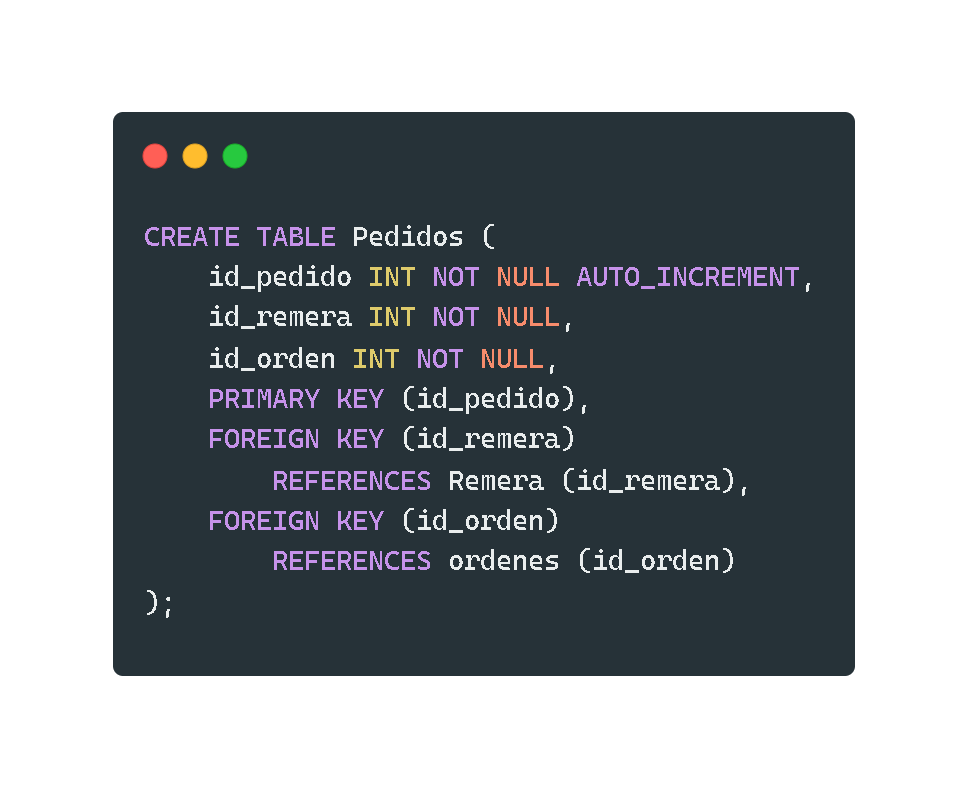 CREATE TABLE Pedidos (
    id_pedido INT NOT NULL AUTO_INCREMENT,
    id_remera INT NOT NULL,
    id_orden INT NOT NULL,
    PRIMARY KEY (id_pedido),
    FOREIGN KEY (id_remera)
        REFERENCES Remera (id_remera),
    FOREIGN KEY (id_orden)
        REFERENCES ordenes (id_orden)
);